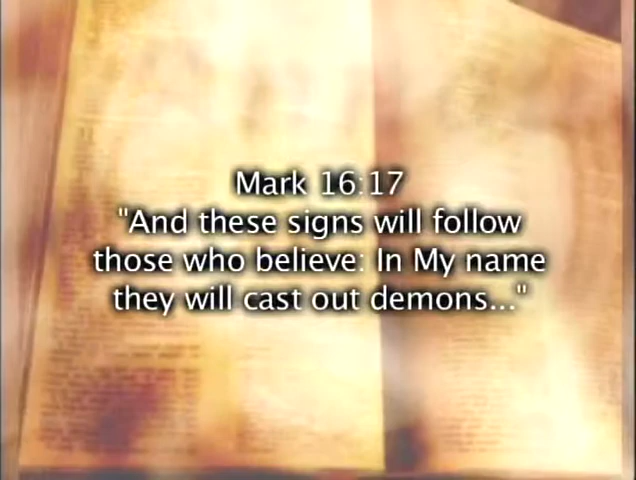 Mark 16:17
"And these signs will follow
those who believe: In My name
they will cast out demons..."